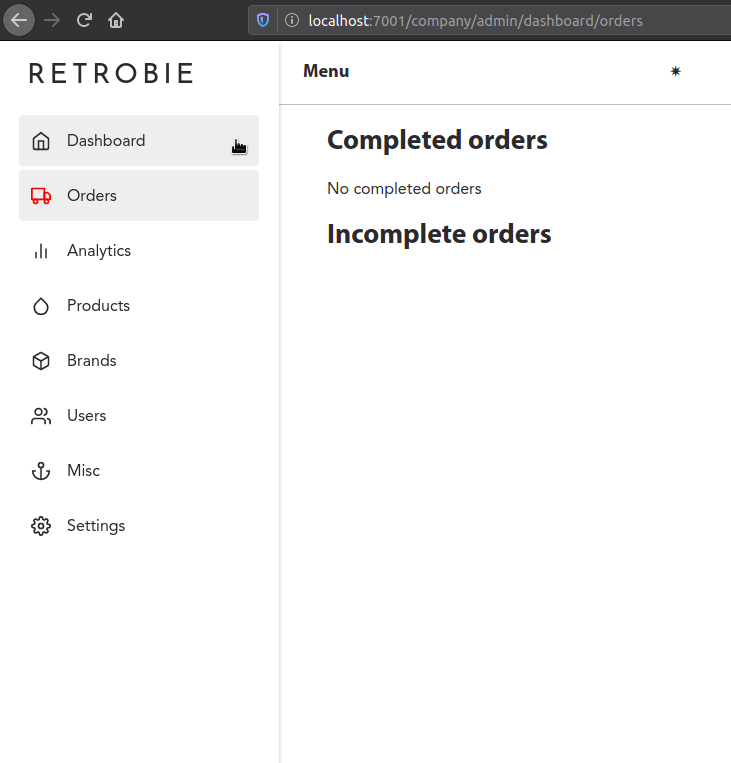 localhost:7001/company/admin/dashboard/orders
RETROBIE
Menu
Dashboard
Orders
Analytics
Products
Brands
Users
Misc
Settings
Completed orders
No completed orders
Incomplete orders